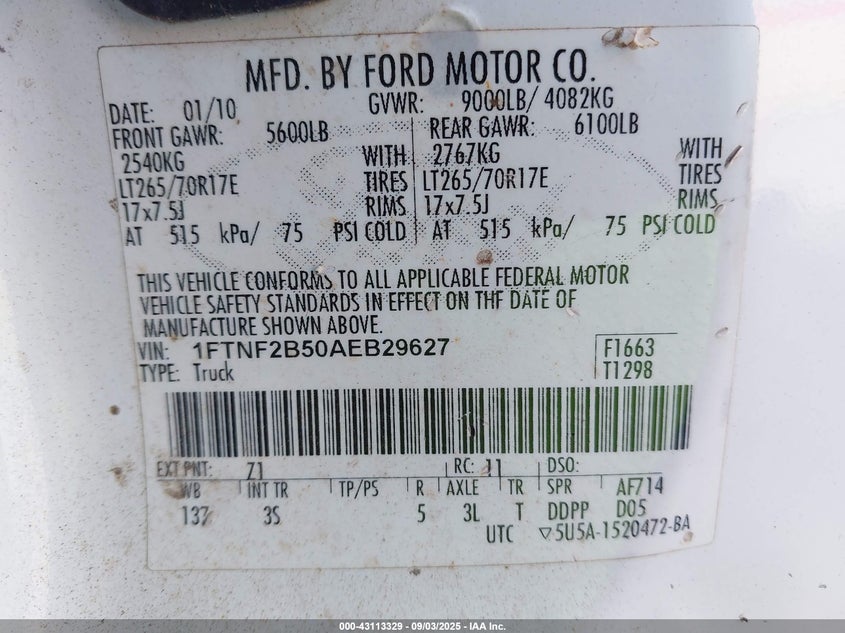 MFD. BY FORD MOTOR CO.
DATE: 01/10 GVWR: 9000LB/ 4082KG
FRONT GAWR: 5600LB REAR GAWR: 6100LB
2540KG WITH 2767KG WITH
LT265/70R17E TIRES LT265/70R17E TIRES
17x7.5J RIMS 17x7.5J RIMS
AT 515 kPa/ 75 PSI COLD AT 515 kPa/ 75 PSI COLD
THIS VEHICLE CONFORMS TO ALL APPLICABLE FEDERAL MOTOR
VEHICLE SAFETY STANDARDS IN EFFECT ON THE DATE OF
MANUFACTURE SHOWN ABOVE.
VIN: 1FTNF2B50AEB29627 F1663
TYPE: Truck T1298
EXT PNT: Z1 RC: 11 DSO:
WB INT TR TP/PS R AXLE TR SPR AF714
137 3S 5 3L T DDPP D05
UTC ▽5U5A-1520472-BA
000-43113329 - 09/03/2025 - IAA Inc.